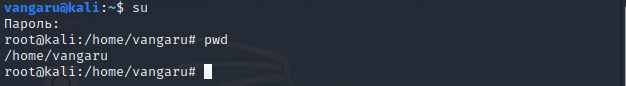 vangaru@kali:~$ su
Пароль:
root@kali:/home/vangaru# pwd
/home/vangaru
root@kali:/home/vangaru#